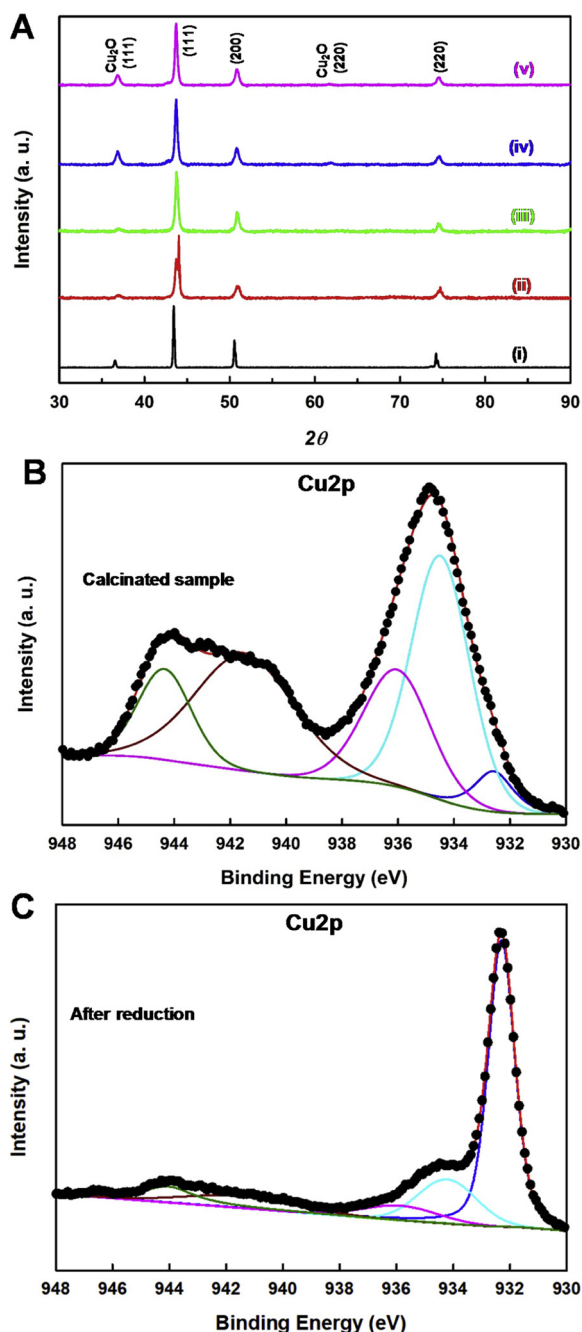 A
Cu₂O
(111)
(111)
(200)
Cu₂O
(220)
(220)
(v)
(iv)
(iiii)
(ii)
(i)
Intensity (a. u.)
30 40 50 60 70 80 90
2θ
B
Cu2p
Calcinated sample
Intensity (a. u.)
948 946 944 942 940 938 936 934 932 930
Binding Energy (eV)
C
Cu2p
After reduction
Intensity (a. u.)
948 946 944 942 940 938 936 934 932 930
Binding Energy (eV)